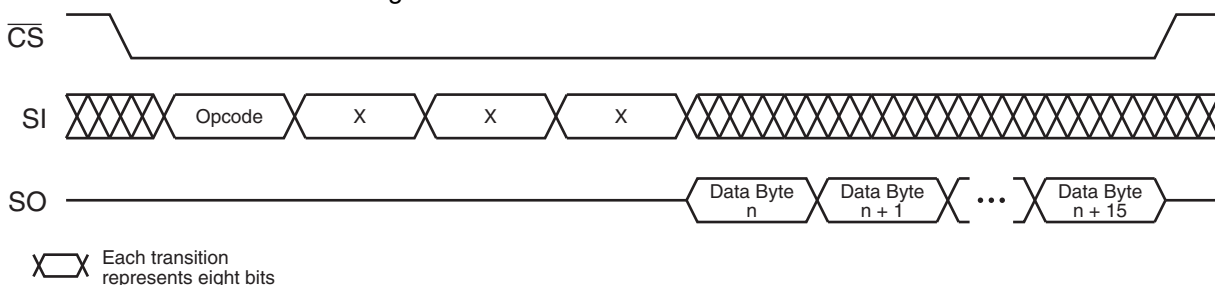 CS
SI
Opcode
X
X
X
SO
Data Byte
n
Data Byte
n + 1
•••
Data Byte
n + 15
Each transition
represents eight bits